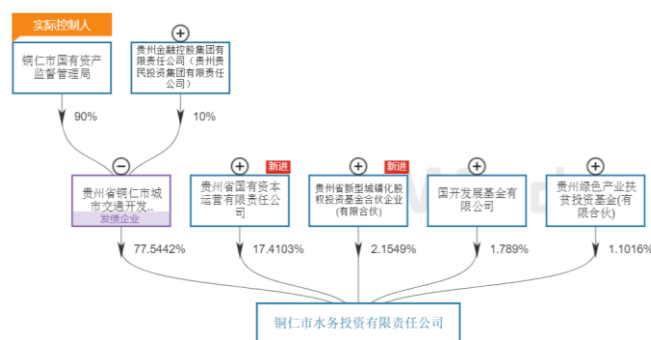 实际控制人
铜仁市国有资产
监督管理局
贵州金融控股集团有
限责任公司（贵州贵
民投资集团有限责任
公司）
90%
10%
新进
新进
贵州省铜仁市城
市交通开发..
发债企业
贵州省国有资本
运营有限责任公
司
贵州省新型城镇化股
权投资基金合伙企业
(有限合伙)
国开发展基金有
限公司
贵州绿色产业扶
贫投资基金(有
限合伙)
77.5442%
17.4103%
2.1549%
1.789%
1.1016%
铜仁市水务投资有限责任公司